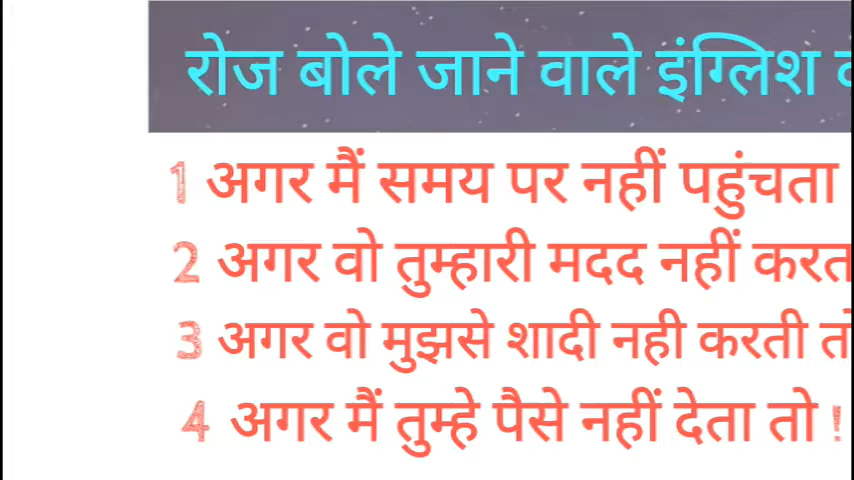 रोज बोले जाने वाले इंग्लिश
1 अगर मैं समय पर नहीं पहुंचता
2 अगर वो तुम्हारी मदद नहीं
3 अगर वो मुझसे शादी नही करती
4 अगर मैं तुम्हे पैसे नहीं देता तो !